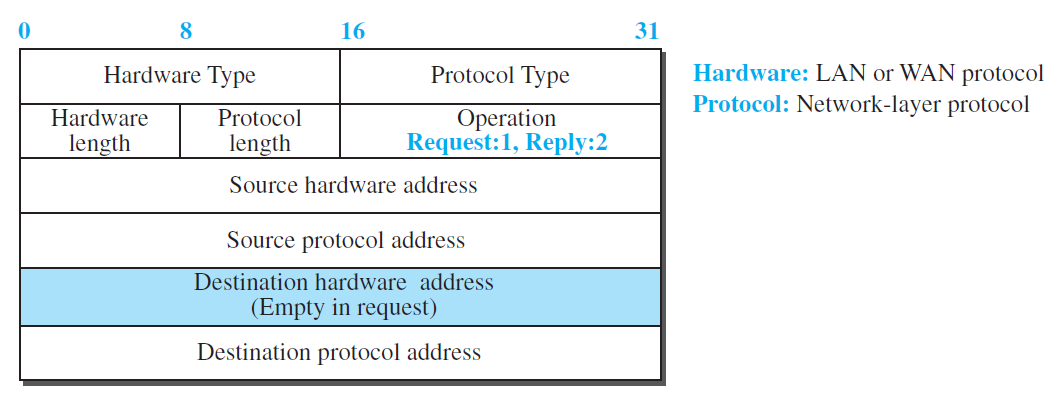 0 8 16 31
Hardware Type Protocol Type
Hardware: LAN or WAN protocol
Protocol: Network-layer protocol
Hardware
length
Protocol
length
Operation
Request:1, Reply:2
Source hardware address
Source protocol address
Destination hardware address
(Empty in request)
Destination protocol address